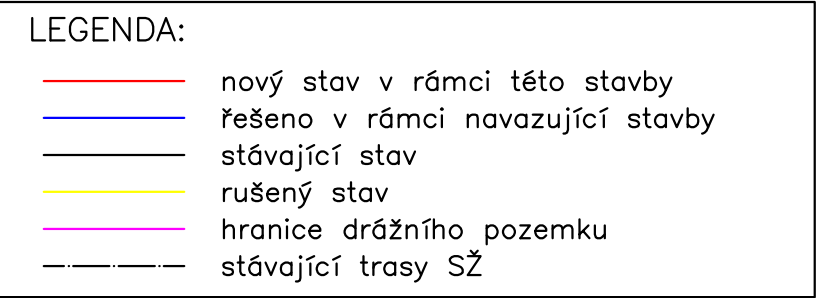 LEGENDA:
nový stav v rámci této stavby
řešeno v rámci navazující stavby
stávající stav
rušený stav
hranice drážního pozemku
stávající trasy SŽ